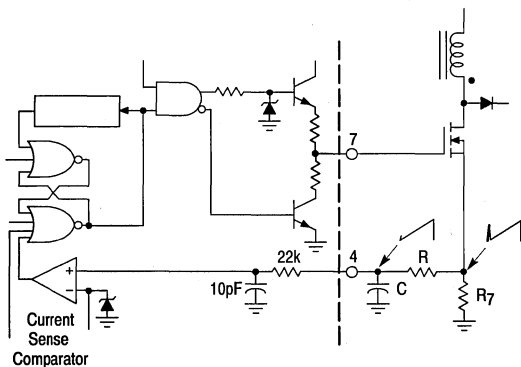 7
22k
4
R
+
10pF
C
R7
−
Current
Sense
Comparator